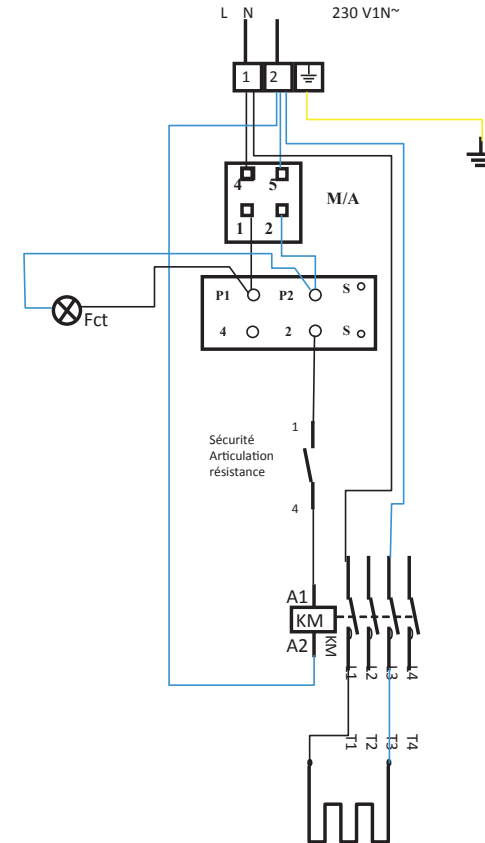 L N 230 V1N~
1 2
4 5
M/A
1 2
P1 P2 S
Fct
4 2 S
1
Sécurité
Articulation
résistance
4
A1
KM
A2 KM
L1 L2 L3 L4
T1 T2 T3 T4